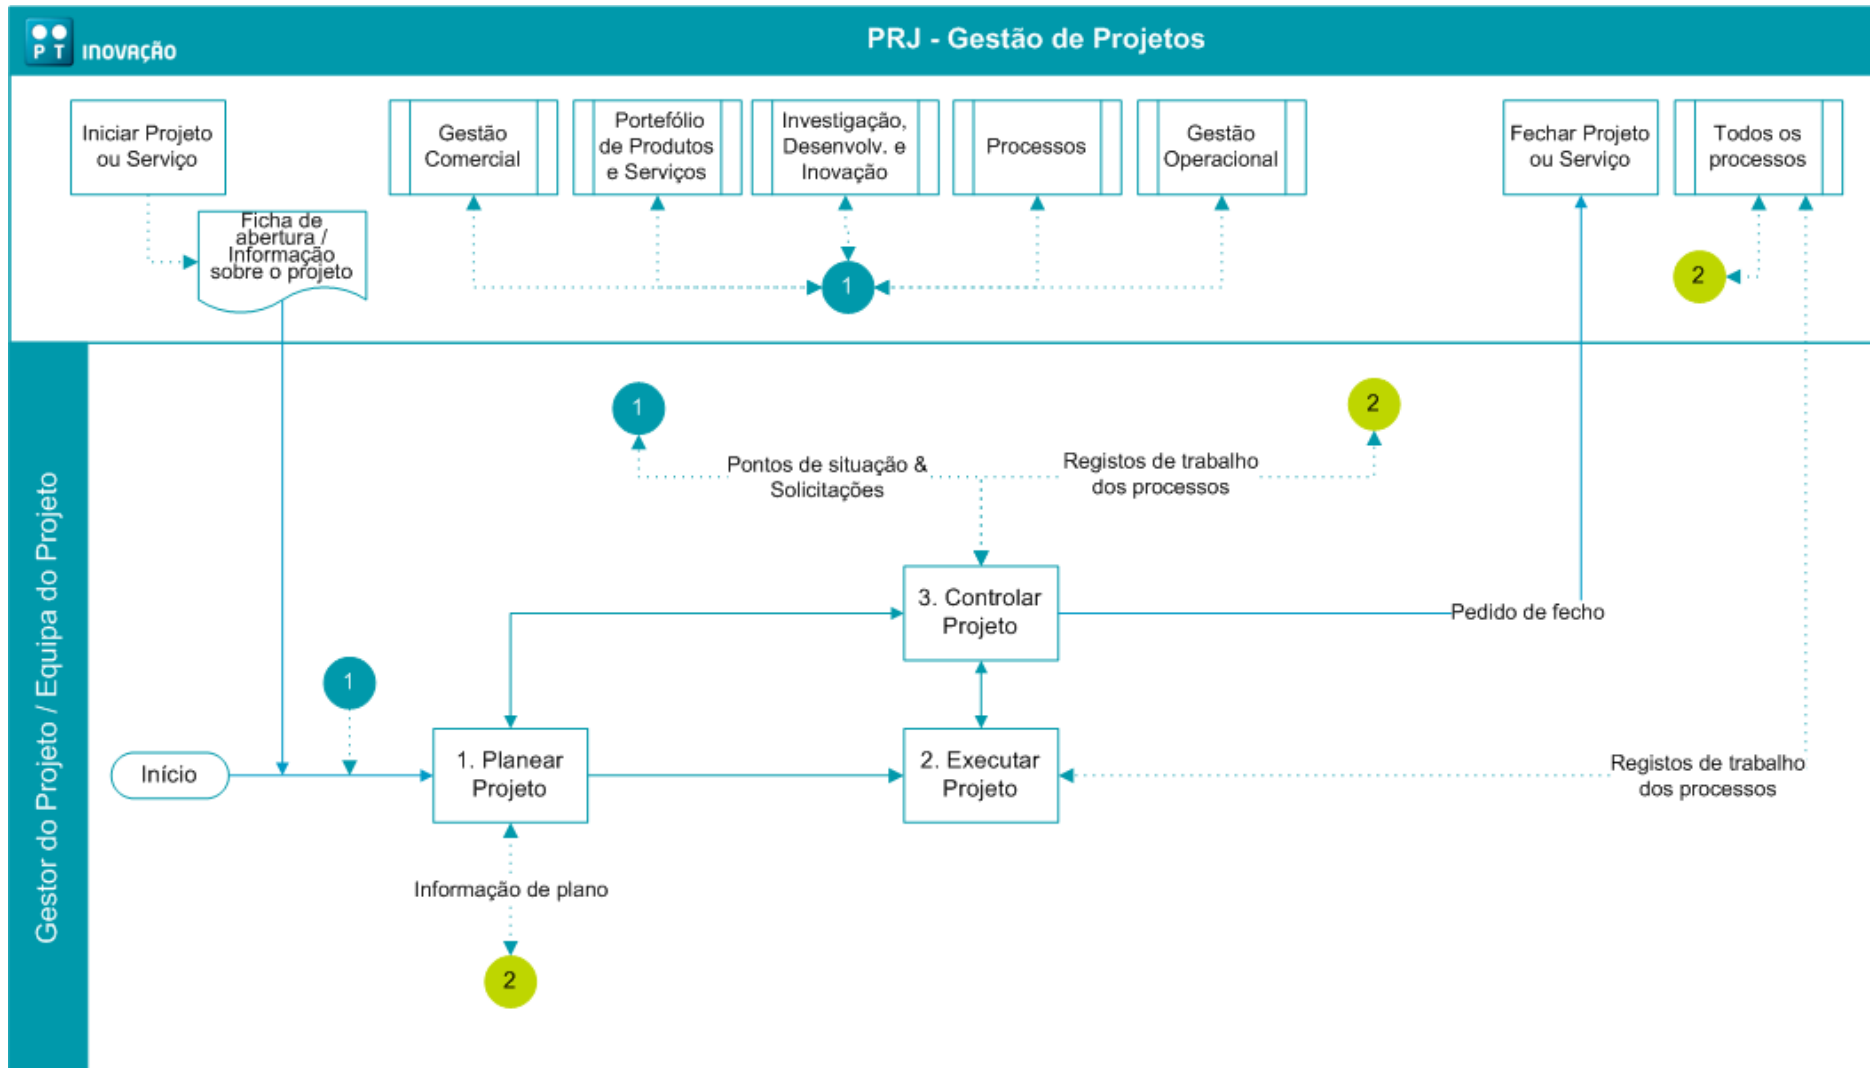 PRJ - Gestão de Projetos
P T INOVAÇÃO
Iniciar Projeto
ou Serviço
Gestão
Comercial
Portefólio
de Produtos
e Serviços
Investigação,
Desenvolv. e
Inovação
Processos
Gestão
Operacional
Fechar Projeto
ou Serviço
Todos os
processos
Ficha de
abertura /
Informação
sobre o projeto
1
2
Gestor do Projeto / Equipa do Projeto
1
2
Pontos de situação &
Solicitações
Registos de trabalho
dos processos
3. Controlar
Projeto
Pedido de fecho
1
Início
1. Planear
Projeto
2. Executar
Projeto
Registos de trabalho
dos processos
Informação de plano
2